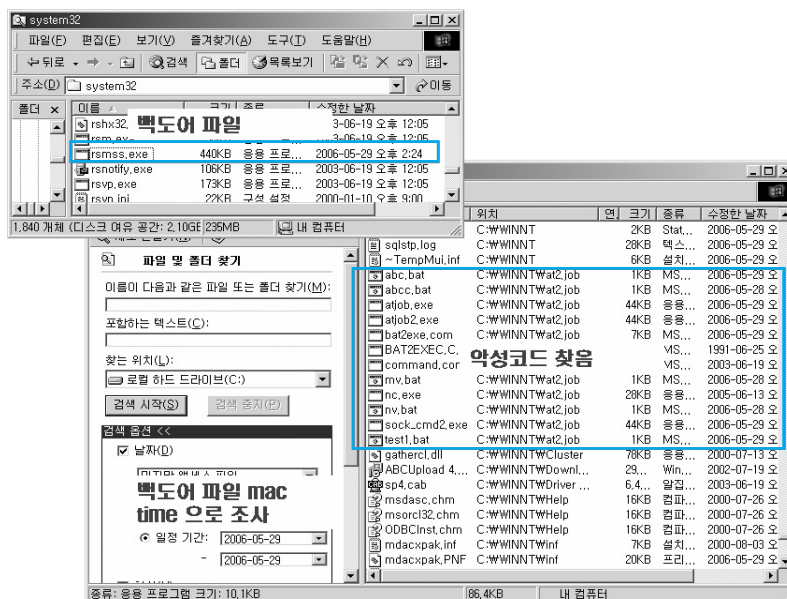 system32
파일(F) 편집(E) 보기(V) 즐겨찾기(A) 도구(T) 도움말(H)
뒤로 검색 폴더 목록보기
주소(D) system32 이동
폴더 × 이름 크기 종류 수정한 날짜
rshx32. 3-06-19 오후 12:05
백도어 파일
3-06-19 오후 12:05
rsmss.exe 440KB 응용 프로... 2006-05-29 오후 2:24
rsnotify.exe 106KB 응용 프로... 2003-06-19 오후 12:05
rsvp.exe 173KB 응용 프로... 2003-06-19 오후 12:05
rsvp.ini 22KB 구성 설정 2000-01-10 오후 9:00
1,840 개체 (디스크 여유 공간: 2,10GE 235MB 내 컴퓨터
파일 및 폴더 찾기
이름이 다음과 같은 파일 또는 폴더 찾기(M):
포함하는 텍스트(C):
찾는 위치(L):
로컬 하드 드라이브(C:)
검색 시작(S) 검색 중지(P)
검색 옵션 <<
날짜(D)
백도어 파일 mac
time 으로 조사
일정 기간: 2006-05-29
- 2006-05-29
위치 연. 크기 종류 수정한 날짜
C:₩WINNT 2KB Stat... 2006-05-29 오
sqlstp.log C:₩WINNT 28KB 텍스... 2006-05-29 오
~TempMui.inf C:₩WINNT 6KB 설치... 2006-05-29 오
abc.bat C:₩WINNT₩at2.job 1KB MS... 2006-05-29 오
abcc.bat C:₩WINNT₩at2.job 1KB MS... 2006-05-28 오
atjob.exe C:₩WINNT₩at2.job 44KB 응용... 2006-05-29 오
atjob2.exe C:₩WINNT₩at2.job 44KB 응용... 2006-05-29 오
bat2exe.com C:₩WINNT₩at2.job 7KB MS... 2006-05-29 오
BAT2EXEC.C. MS... 1991-06-25 오
악성코드 찾음
command.cor MS... 2003-06-19 오
mv.bat C:₩WINNT₩at2.job 1KB MS... 2006-05-28 오
nc.exe C:₩WINNT₩at2.job 28KB 응용... 2005-06-13 오
nv.bat C:₩WINNT₩at2.job 1KB MS... 2006-05-28 오
sock_cmd2.exe C:₩WINNT₩at2.job 44KB 응용... 2006-05-29 오
test1.bat C:₩WINNT₩at2.job 1KB MS... 2006-05-29 오
gathercl.dll C:₩WINNT₩Cluster 78KB 응용... 2000-07-13 오
ABCUpload 4.... C:₩WINNT₩Downl... 29,... Win... 2002-07-19 오
sp4.cab C:₩WINNT₩Driver ... 6,4... 알집... 2003-06-19 오
msdasc.chm C:₩WINNT₩Help 16KB 컴파... 2000-07-26 오
msorcl32.chm C:₩WINNT₩Help 16KB 컴파... 2000-07-26 오
ODBCInst.chm C:₩WINNT₩Help 16KB 컴파... 2000-07-26 오
mdacxpak.inf C:₩WINNT₩inf 7KB 설치... 2000-08-03 오
mdacxpak.PNF C:₩WINNT₩inf 20KB 프리... 2006-05-29 오
종류: 응용 프로그램 크기: 10,1KB 86,4KB 내 컴퓨터